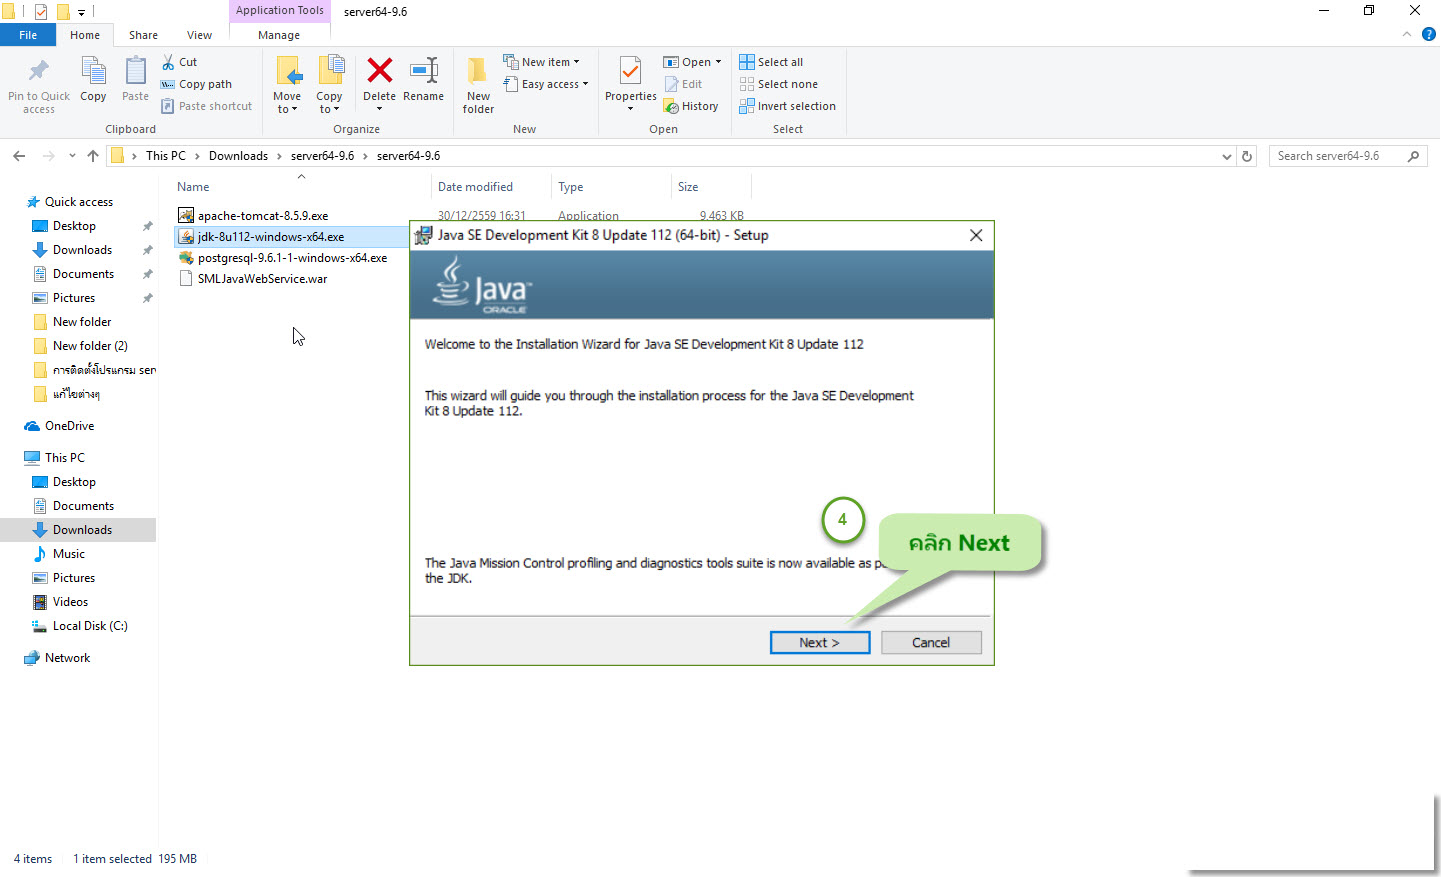 Application Tools
server64-9.6
File
Home
Share
View
Manage
Pin to Quick access
Copy
Paste
Cut
Copy path
Paste shortcut
Clipboard
Move to
Copy to
Delete
Rename
Organize
New folder
New item
Easy access
New
Properties
Open
Edit
History
Open
Select all
Select none
Invert selection
Select
This PC > Downloads > server64-9.6 > server64-9.6
Search server64-9.6
Quick access
Desktop
Downloads
Documents
Pictures
New folder
New folder (2)
การติดตั้งโปรแกรม ser
แก้ไขต่างๆ
OneDrive
This PC
Desktop
Documents
Downloads
Music
Pictures
Videos
Local Disk (C:)
Network
Name Date modified Type Size
apache-tomcat-8.5.9.exe 30/12/2559 16:31 Application 9,463 KB
jdk-8u112-windows-x64.exe
postgresql-9.6.1-1-windows-x64.exe
SMLJavaWebService.war
Java SE Development Kit 8 Update 112 (64-bit) - Setup
Java™
ORACLE
Welcome to the Installation Wizard for Java SE Development Kit 8 Update 112
This wizard will guide you through the installation process for the Java SE Development
Kit 8 Update 112.
4
คลิก Next
The Java Mission Control profiling and diagnostics tools suite is now available as
the JDK.
Next >
Cancel
4 items 1 item selected 195 MB